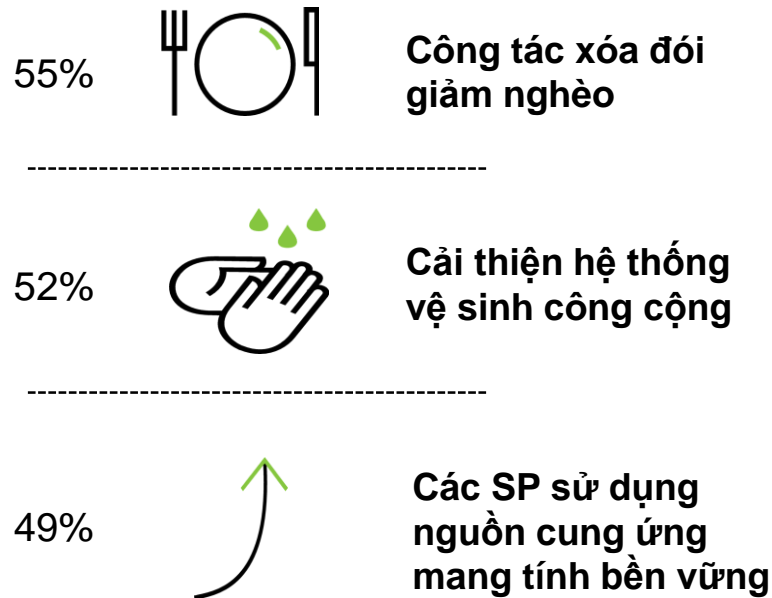 55%
Công tác xóa đói
giảm nghèo
52%
Cải thiện hệ thống
vệ sinh công cộng
49%
Các SP sử dụng
nguồn cung ứng
mang tính bền vững